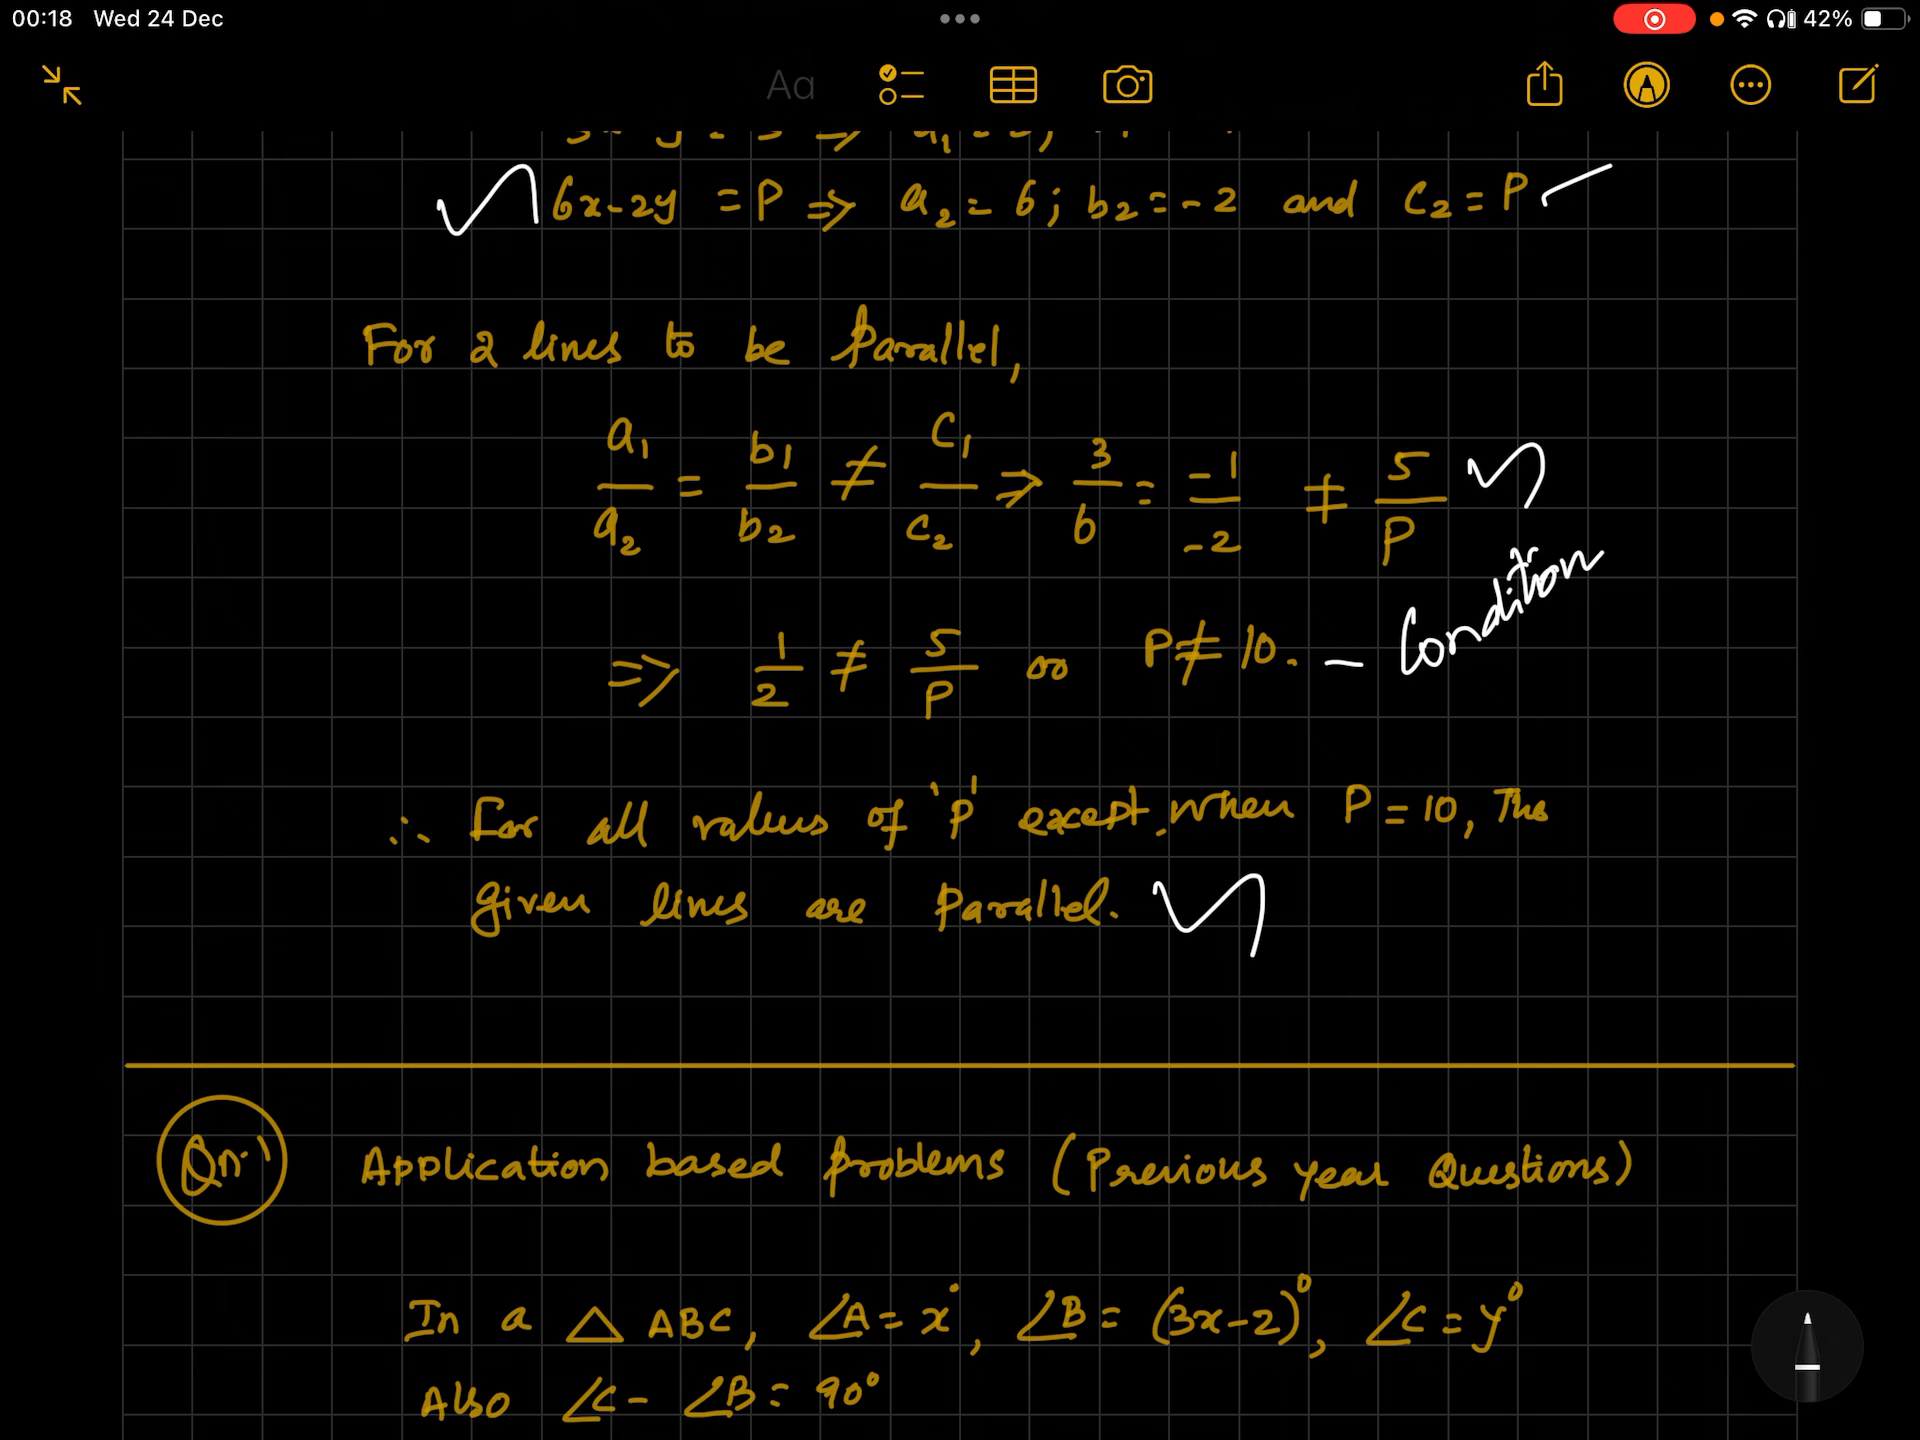 00:18 Wed 24 Dec
42%
Aa
6x-2y = P ⇒ a₂ = 6; b₂ = -2 and C₂ = P
For 2 lines to be Parallel,
a₁/a₂ = b₁/b₂ ≠ C₁/C₂ ⇒ 3/6 = -1/-2 ≠ 5/P
⇒ 1/2 ≠ 5/P or P ≠ 10. - Condition
∴ For all values of 'P' except when P = 10, The
given lines are Parallel.
Qn-1 Application based problems (Previous year Questions)
In a △ ABC, ∠A = x°, ∠B = (3x-2)°, ∠C = y°
Also ∠C - ∠B = 90°